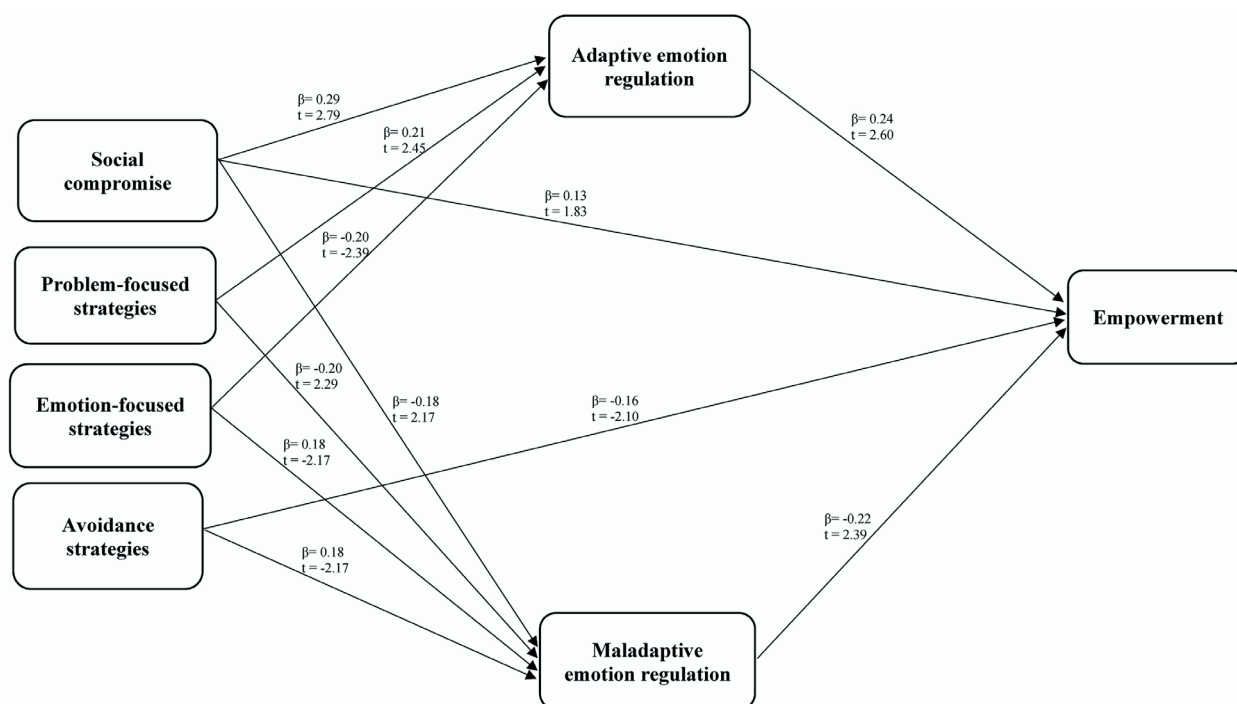 Adaptive emotion
regulation
β= 0.29
t = 2.79
β= 0.24
t = 2.60
β= 0.21
t = 2.45
Social
compromise
β= 0.13
t = 1.83
β= -0.20
t = -2.39
Problem-focused
strategies
Empowerment
β= -0.20
t = 2.29
Emotion-focused
strategies
β= -0.18
t = 2.17
β= -0.16
t = -2.10
β= 0.18
t = -2.17
Avoidance
strategies
β= -0.22
t = 2.39
β= 0.18
t = -2.17
Maladaptive
emotion regulation